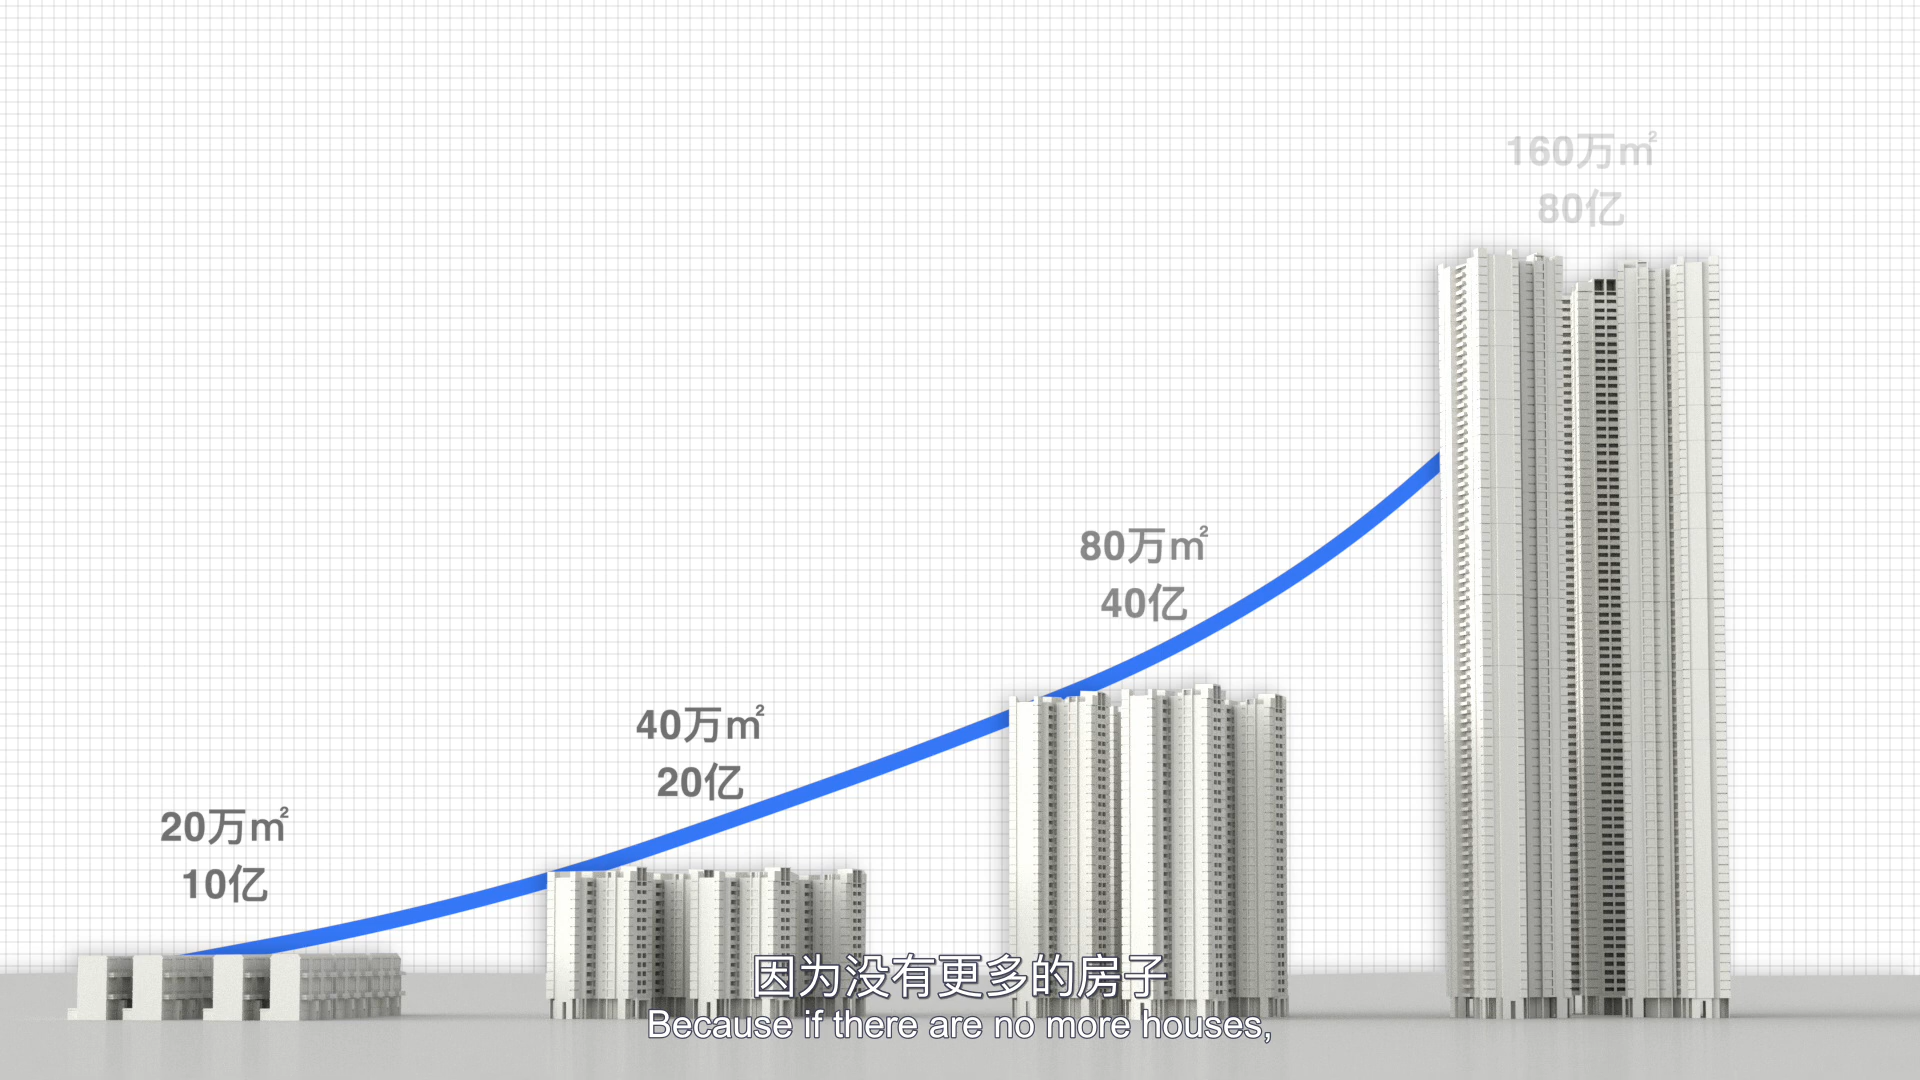 160万㎡
80亿
80万㎡
40亿
40万㎡
20亿
20万㎡
10亿
因为没有更多的房子
Because if there are no more houses,